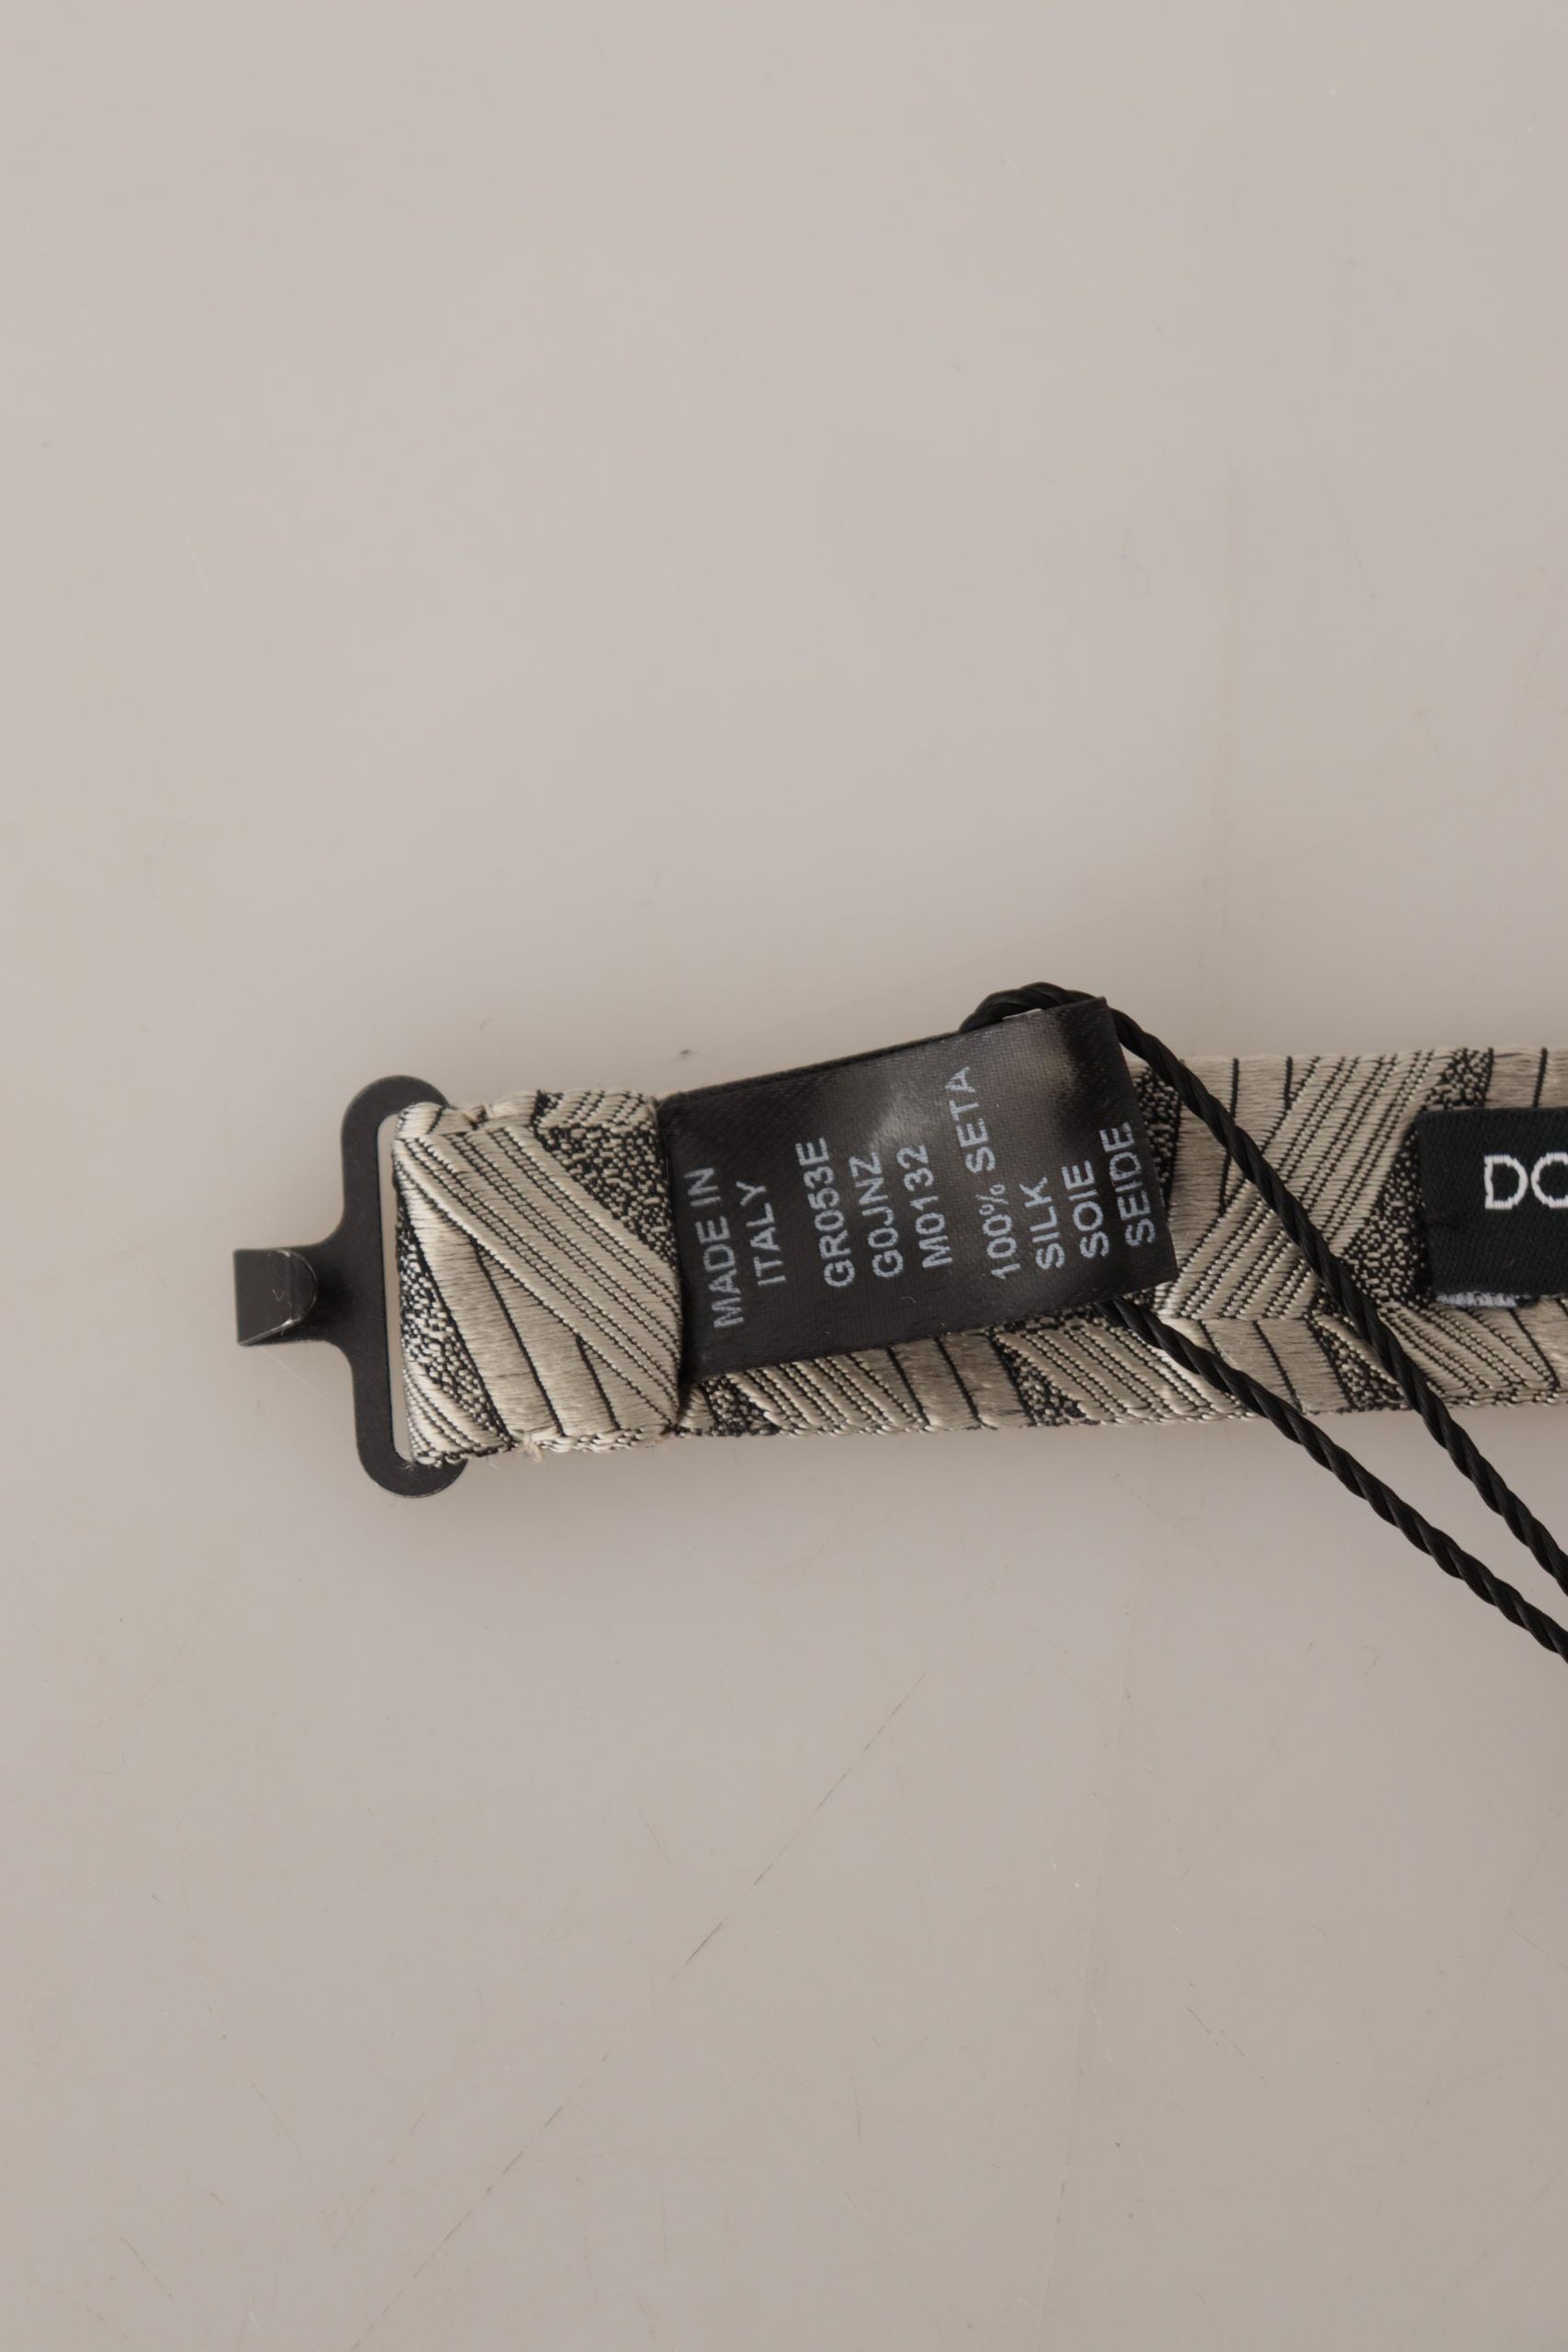 MADE IN
ITALY
GR053E
G0JNZ
M0132
100% SETA
SILK
SOIE
SEIDE
DO